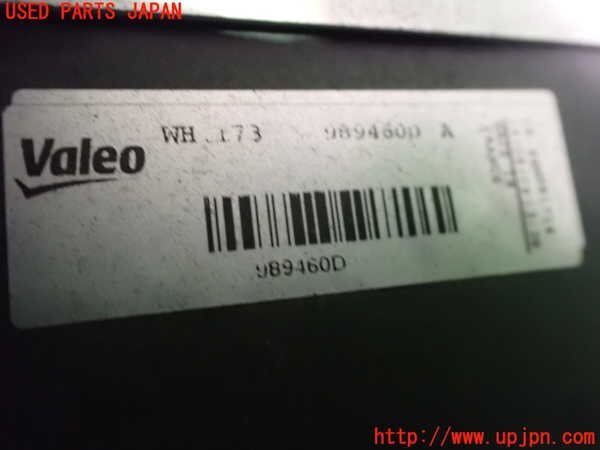 USED PARTS JAPAN
Valeo
WH 173 989460D A
989460D
http://www.upjpn.com/